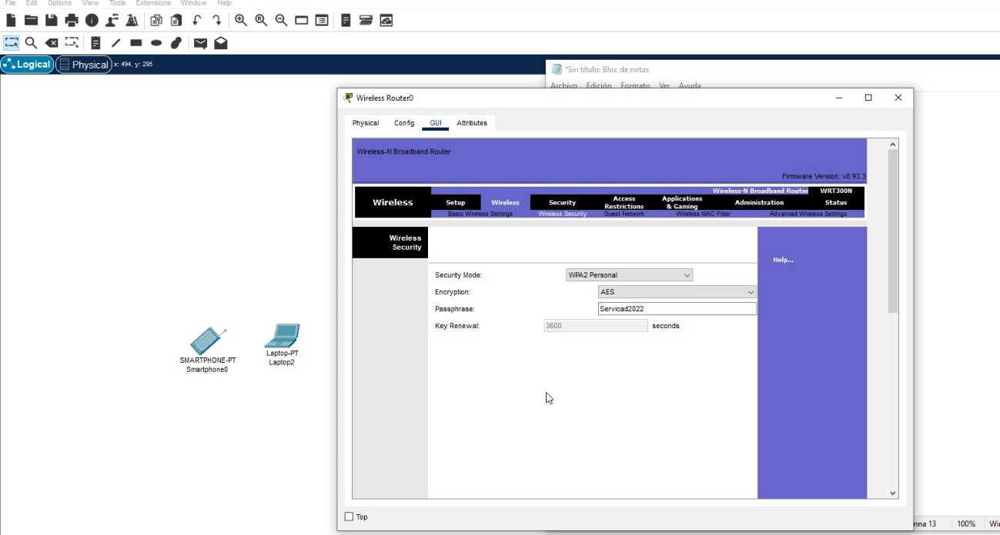 File Edit Options View Tools Extensions Window Help
Logical Physical x: 494, y: 295
*Sin título: Bloc de notas
Archivo Edición Formato Ver Ayuda
Wireless Router0
Physical Config GUI Attributes
Wireless-N Broadband Router
Firmware Version: v0.93.3
Wireless-N Broadband Router WRT300N
Wireless Setup Wireless Security Access Restrictions Applications & Gaming Administration Status
Basic Wireless Settings Wireless Security Guest Network Wireless MAC Filter Advanced Wireless Settings
Wireless
Security
Help...
Security Mode: WPA2 Personal
Encryption: AES
Passphrase: Servicad2022
Key Renewal: 3600 seconds
SMARTPHONE-PT
Smartphone0
Laptop-PT
Laptop2
Top
13 100%